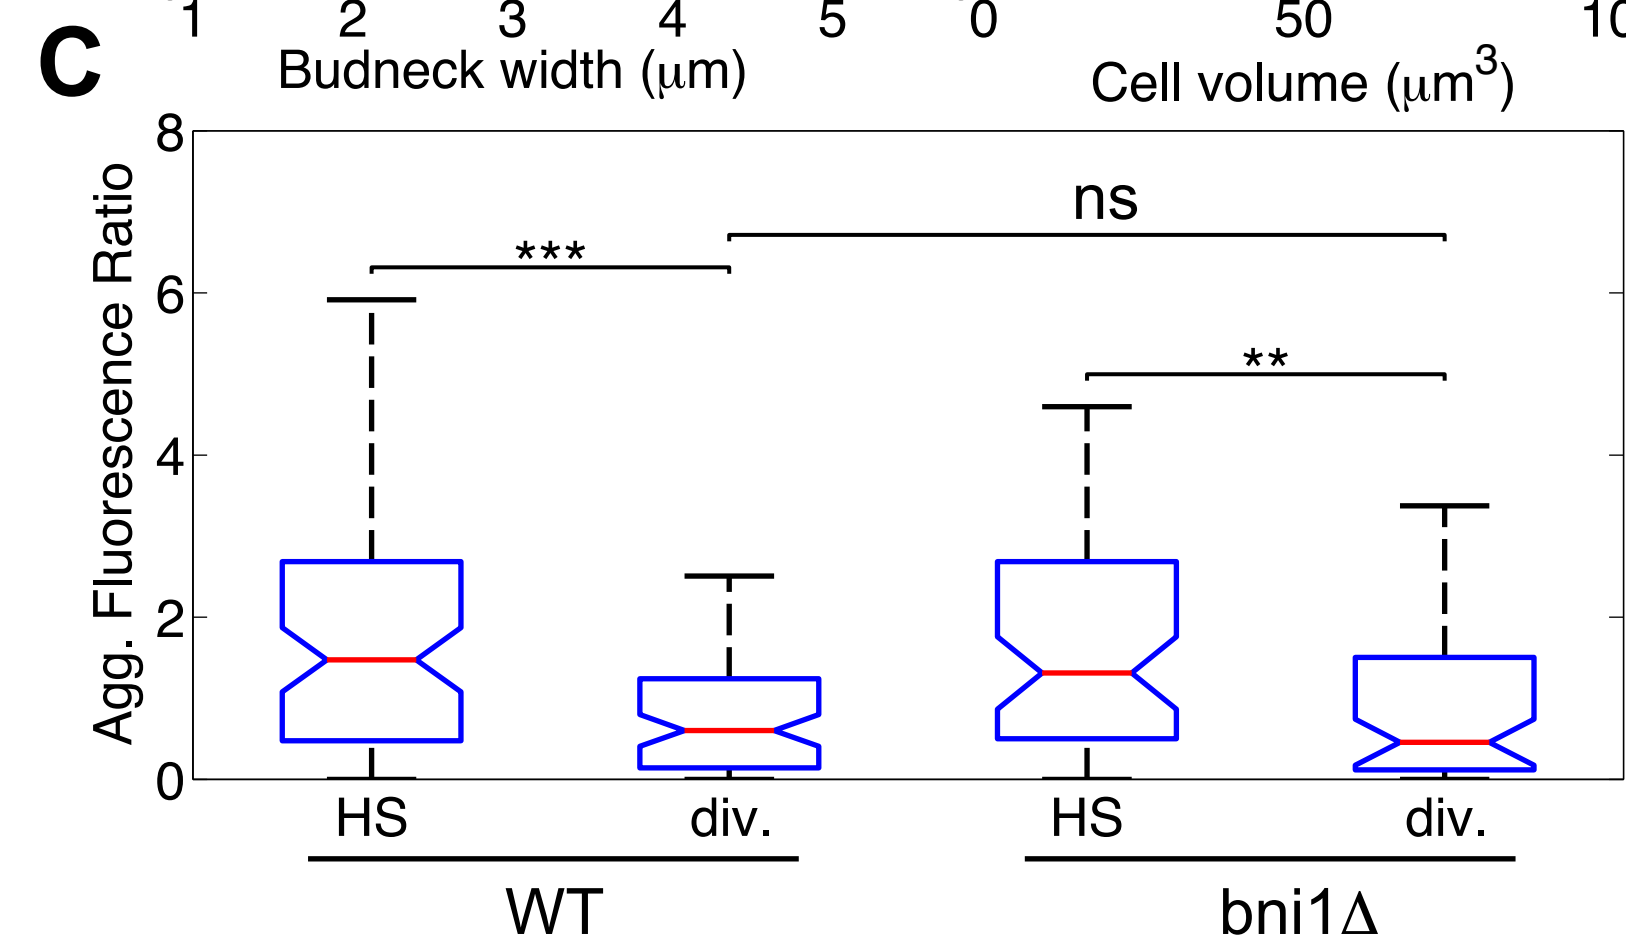 1 2 3 4 5 0 50 10
Budneck width (μm) Cell volume (μm³)
C
8
ns
***
6
**
4
2
0
Agg. Fluorescence Ratio
HS div. HS div.
WT bni1Δ